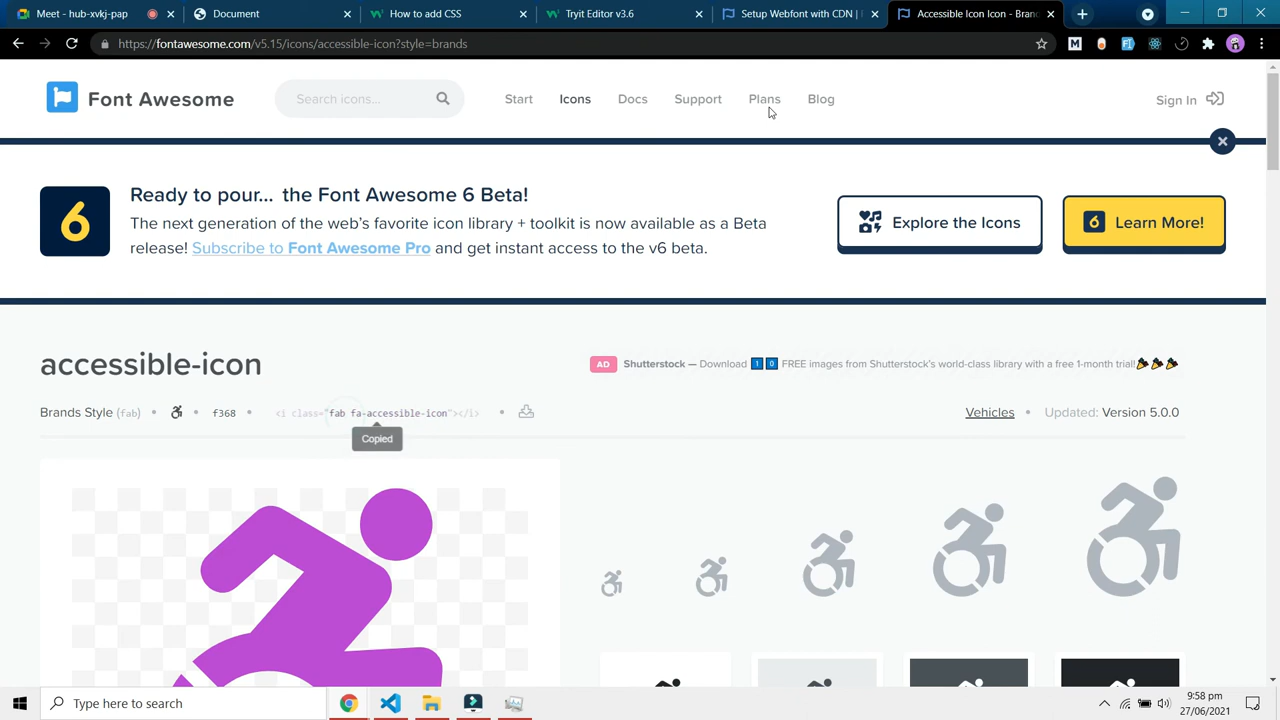 Meet - hub-xvkj-pap
Document
How to add CSS
Tryit Editor v3.6
Setup Webfont with CDN |
Accessible Icon Icon - Bran
https://fontawesome.com/v5.15/icons/accessible-icon?style=brands
Font Awesome
Search icons...
Start
Icons
Docs
Support
Plans
Blog
Sign In
6
Ready to pour... the Font Awesome 6 Beta!
The next generation of the web's favorite icon library + toolkit is now available as a Beta
release! Subscribe to Font Awesome Pro and get instant access to the v6 beta.
Explore the Icons
6 Learn More!
accessible-icon
AD Shutterstock — Download 1 0 FREE images from Shutterstock's world-class library with a free 1-month trial!
Brands Style (fab) • • f368 • <i class="fab fa-accessible-icon"></i> •
Vehicles • Updated: Version 5.0.0
Copied
Type here to search
9:58 pm
27/06/2021